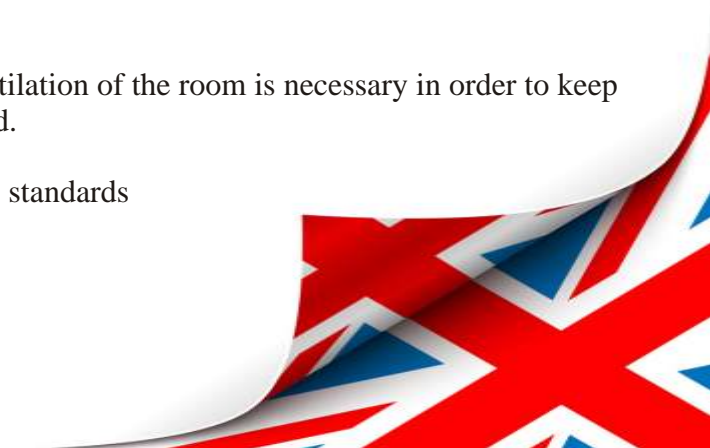 tilation of the room is necessary in order to keep
d.
standards